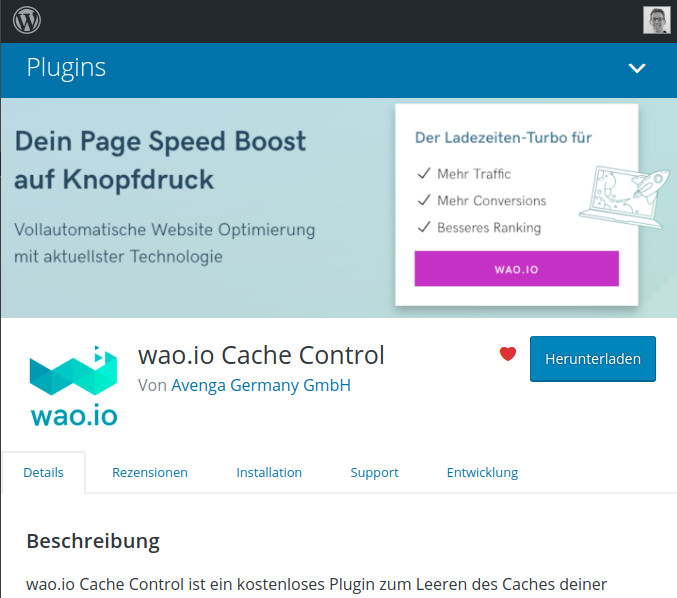 Plugins
Dein Page Speed Boost
auf Knopfdruck
Vollautomatische Website Optimierung
mit aktuellster Technologie
Der Ladezeiten-Turbo für
Mehr Traffic
Mehr Conversions
Besseres Ranking
WAO.IO
wao.io
wao.io Cache Control
Von Avenga Germany GmbH
Herunterladen
Details Rezensionen Installation Support Entwicklung
Beschreibung
wao.io Cache Control ist ein kostenloses Plugin zum Leeren des Caches deiner